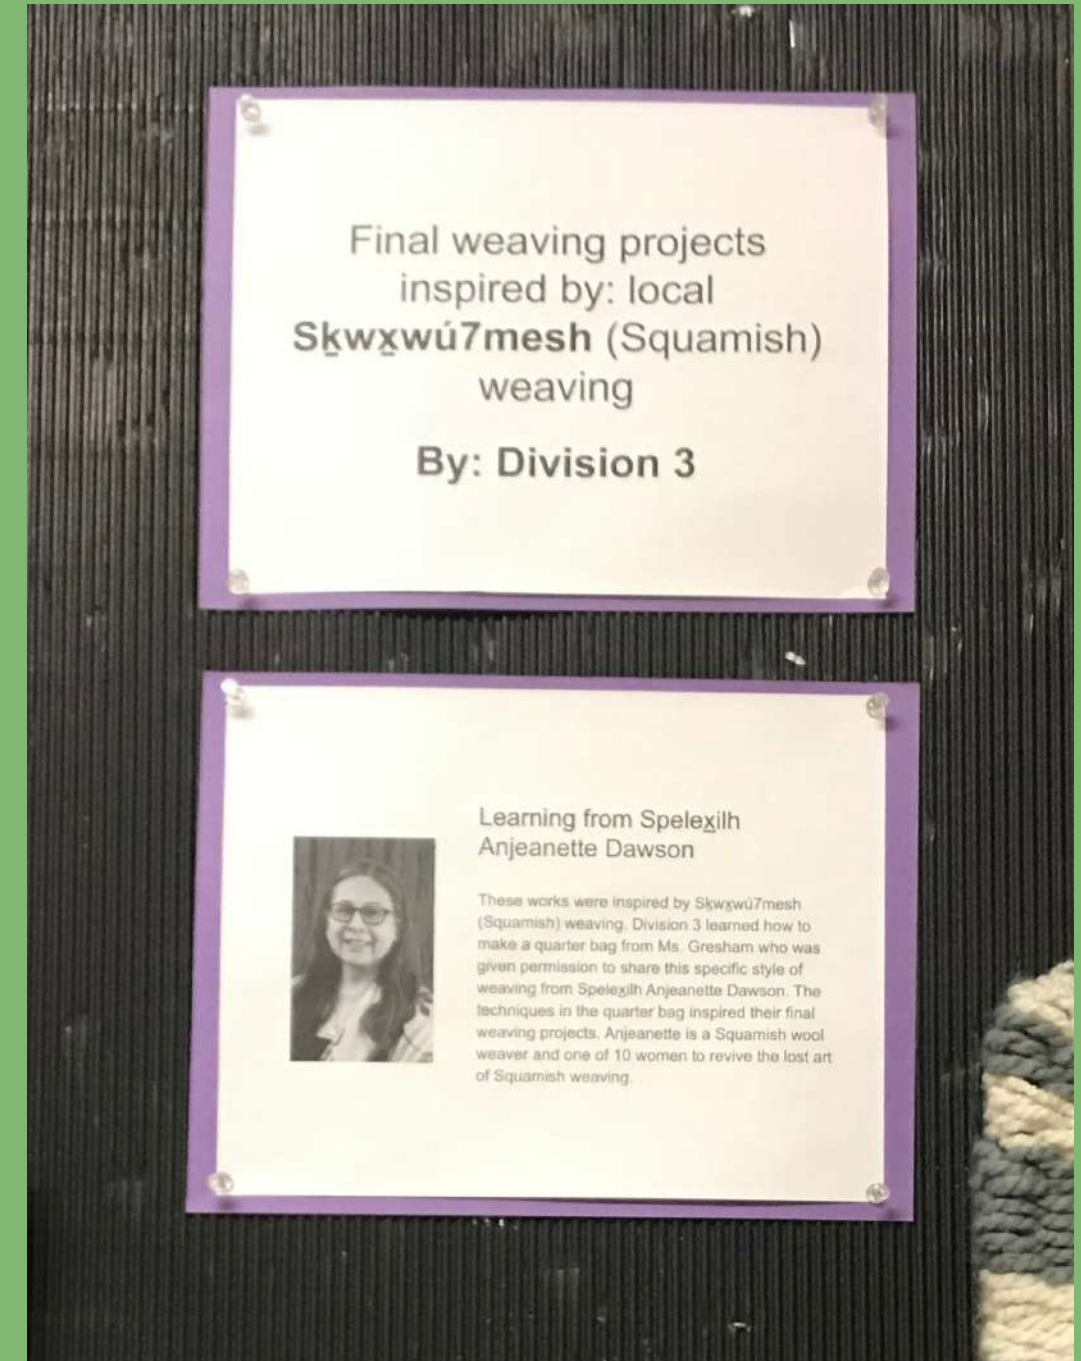 Final weaving projects
inspired by: local
Sḵwx̱wú7mesh (Squamish)
weaving
By: Division 3
Learning from Spelex̱ilh
Anjeanette Dawson
These works were inspired by Sḵwx̱wú7mesh
(Squamish) weaving. Division 3 learned how to
make a quarter bag from Ms. Gresham who was
given permission to share this specific style of
weaving from Spelex̱ilh Anjeanette Dawson. The
techniques in the quarter bag inspired their final
weaving projects. Anjeanette is a Squamish wool
weaver and one of 10 women to revive the lost art
of Squamish weaving.